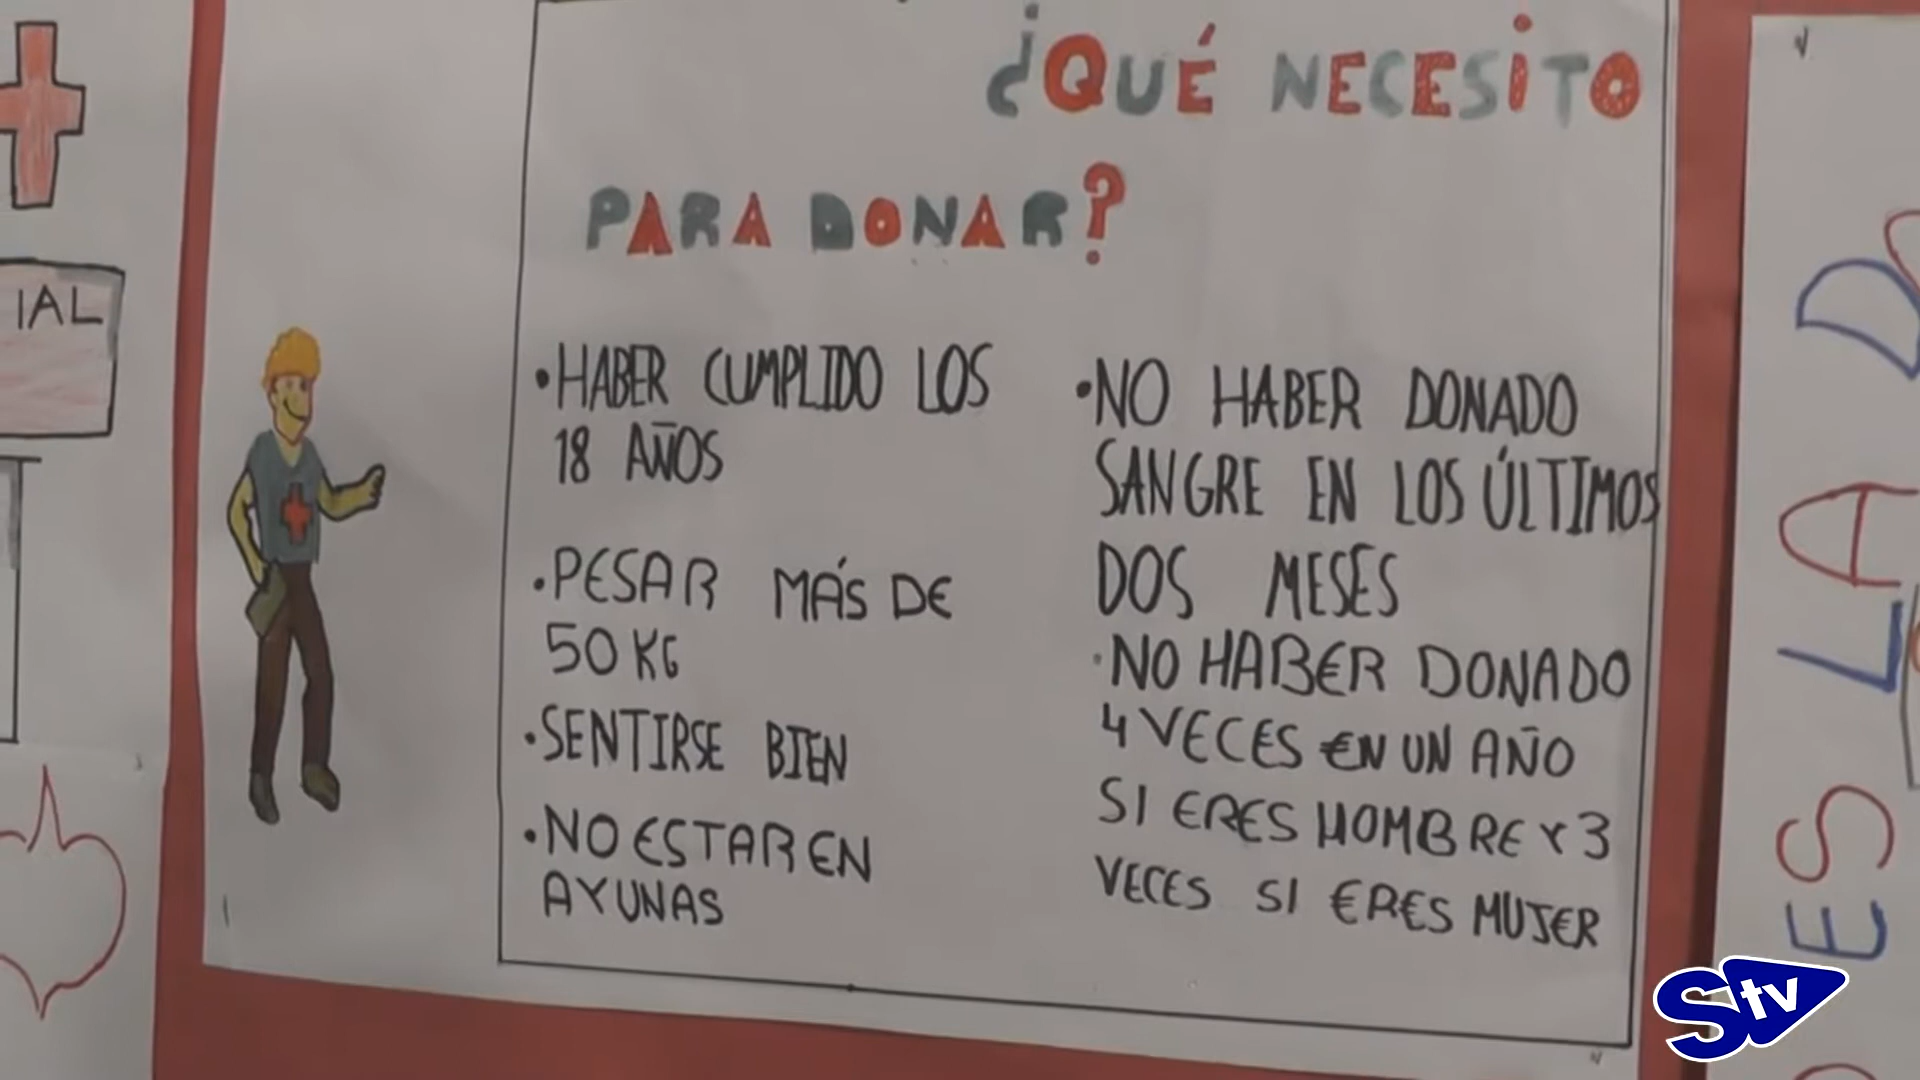 ¿QUÉ NECESITO
PARA DONAR?
IAL
•HABER CUMPLIDO LOS
18 AÑOS
•PESAR MÁS DE
50 KG
•SENTIRSE BIEN
•NO ESTAR EN
AYUNAS
•NO HABER DONADO
SANGRE EN LOS ÚLTIMOS
DOS MESES
•NO HABER DONADO
4 VECES EN UN AÑO
SI ERES HOMBRE Y 3
VECES SI ERES MUJER
ES LA D
Stv